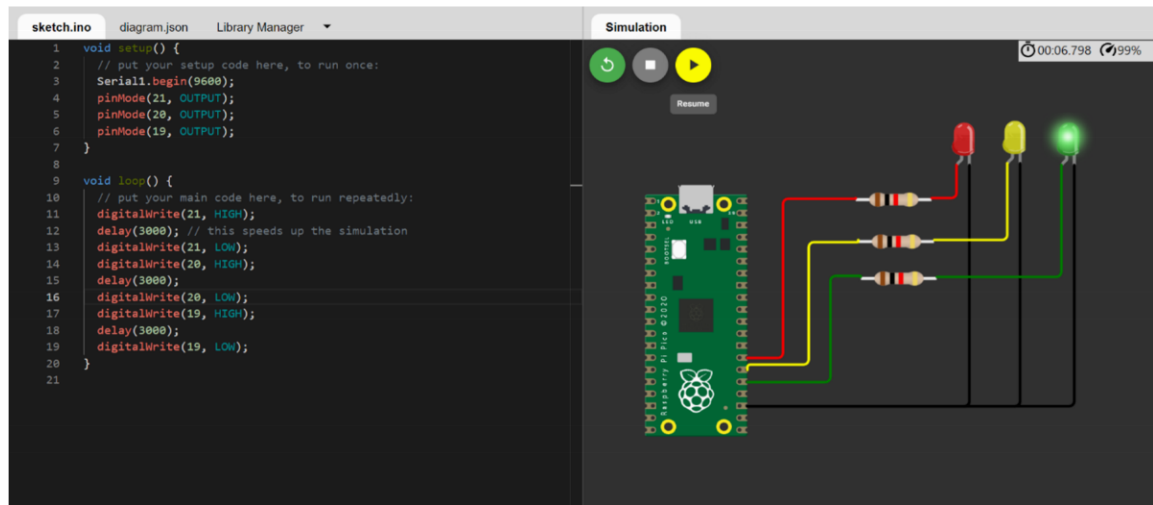 sketch.ino diagram.json Library Manager
1 void setup() {
2 // put your setup code here, to run once:
3 Serial1.begin(9600);
4 pinMode(21, OUTPUT);
5 pinMode(20, OUTPUT);
6 pinMode(19, OUTPUT);
7 }
8
9 void loop() {
10 // put your main code here, to run repeatedly:
11 digitalWrite(21, HIGH);
12 delay(3000); // this speeds up the simulation
13 digitalWrite(21, LOW);
14 digitalWrite(20, HIGH);
15 delay(3000);
16 digitalWrite(20, LOW);
17 digitalWrite(19, HIGH);
18 delay(3000);
19 digitalWrite(19, LOW);
20 }
21
Simulation
00:06.798 99%
Resume
LED USB
BOOTSEL
Raspberry Pi Pico ©2020